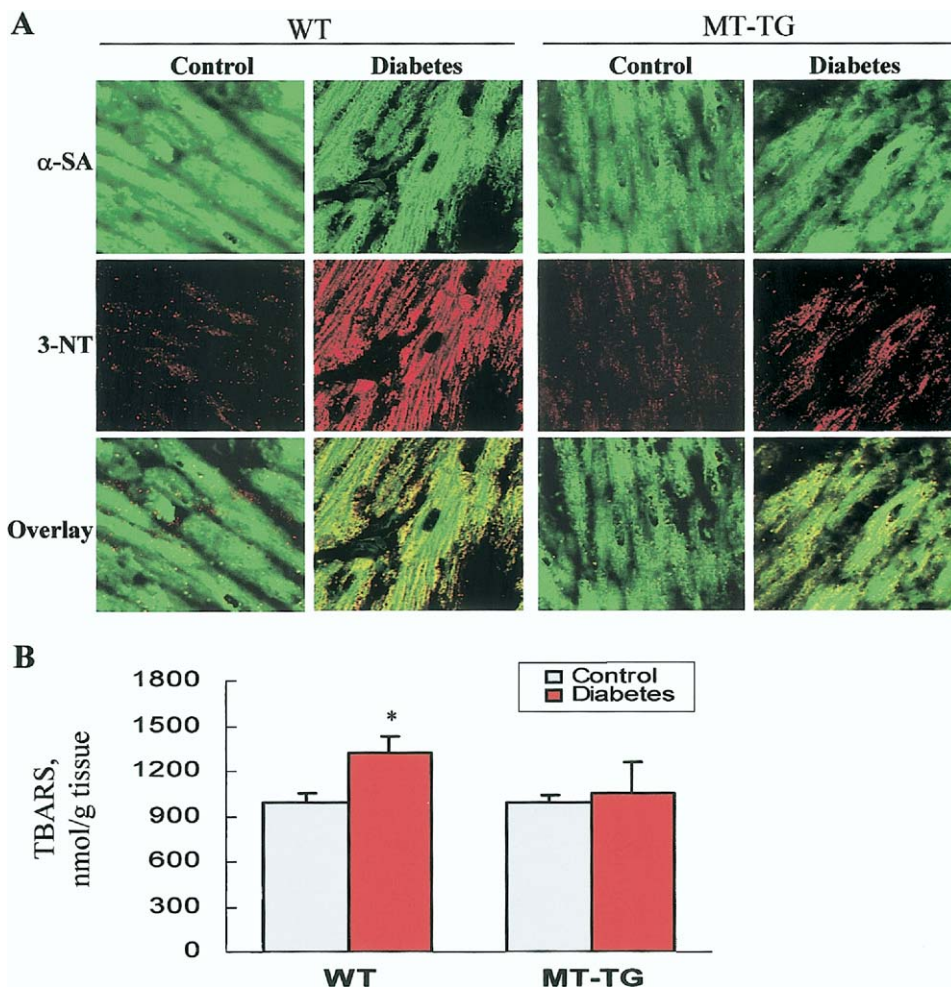 A
WT MT-TG
Control Diabetes Control Diabetes
α-SA
3-NT
Overlay
B
1800
1500
1200
900
600
300
0
TBARS,
nmol/g tissue
Control
Diabetes
*
WT MT-TG